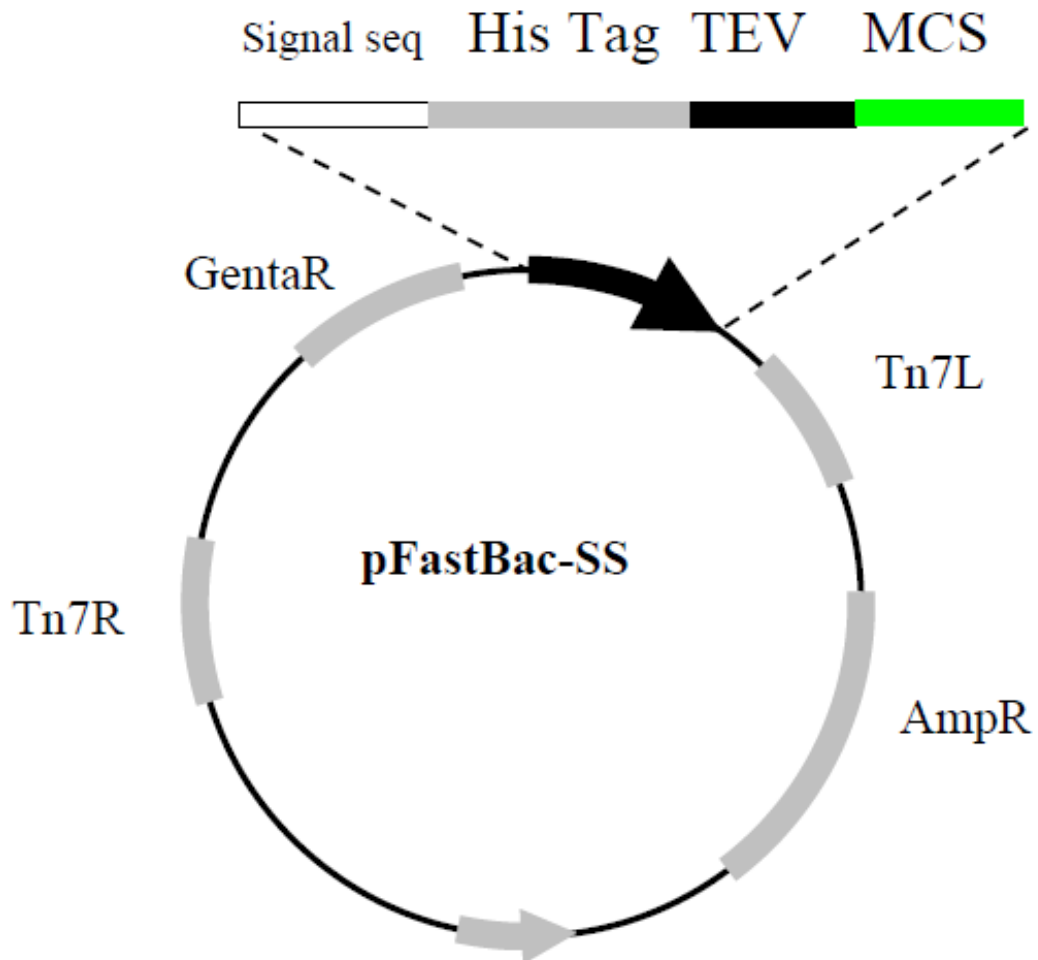 Signal seq His Tag TEV MCS
GentaR
Tn7L
pFastBac-SS
Tn7R
AmpR